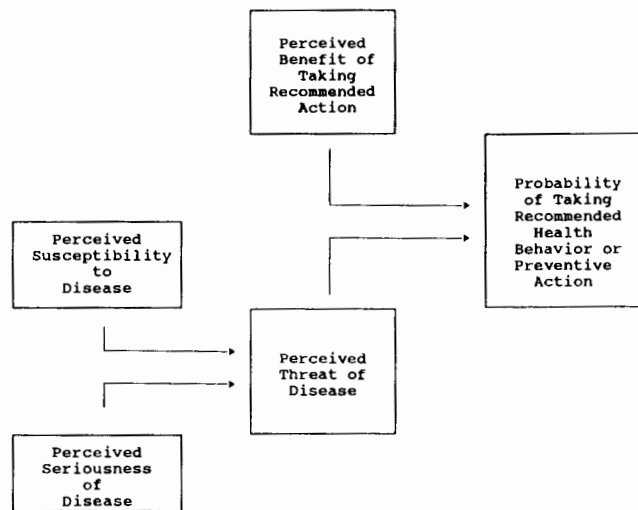 Perceived
Benefit of
Taking
Recommended
Action
Probability
of Taking
Recommended
Health
Behavior or
Preventive
Action
Perceived
Susceptibility
to
Disease
Perceived
Threat of
Disease
Perceived
Seriousness
of
Disease